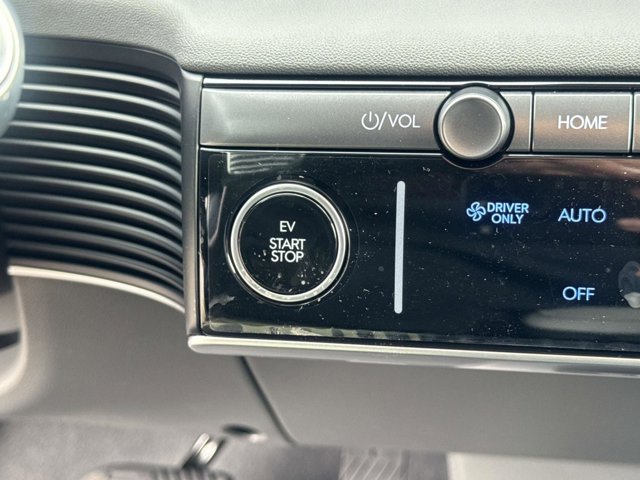 ⏻/VOL
HOME
EV
START
STOP
DRIVER
ONLY
AUTO
OFF